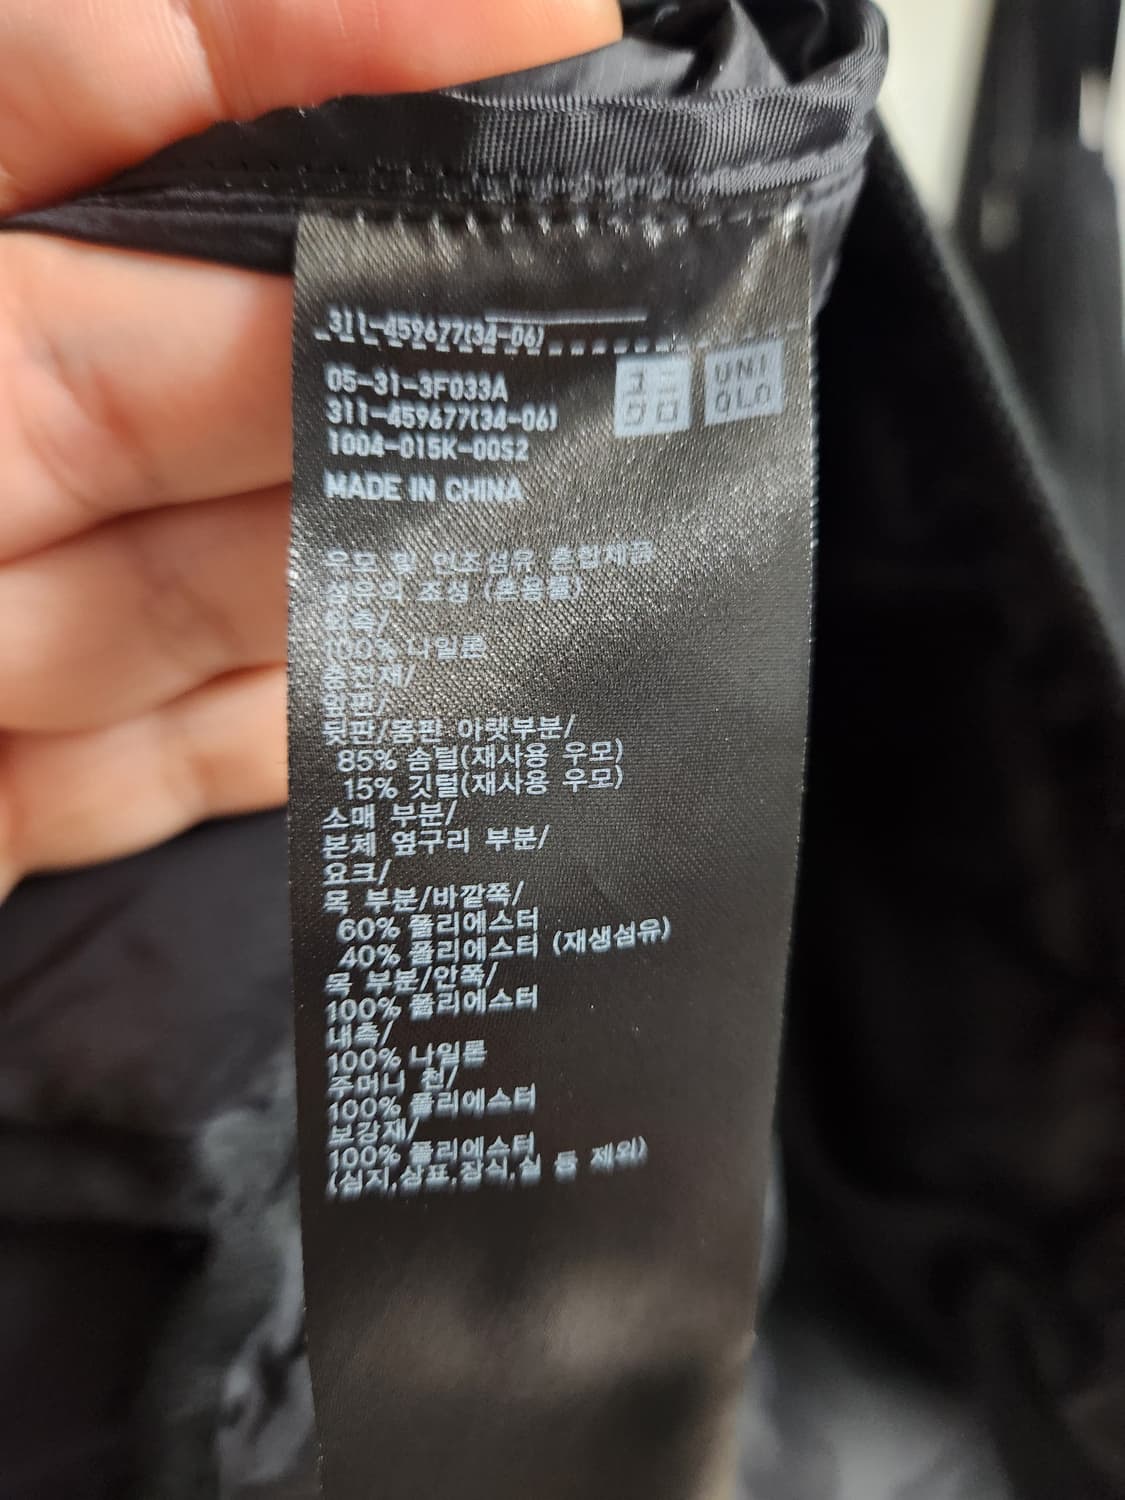 311-459677(34-06)
05-31-3F033A
311-459677(34-06)
1004-015K-00S2
ユニ
クロ
UNI
QLO
MADE IN CHINA
우모 및 인조섬유 혼합제품
섬유의 조성 (혼용률)
겉측/
100% 나일론
충전재/
앞판/
뒷판/몸판 아랫부분/
85% 솜털(재사용 우모)
15% 깃털(재사용 우모)
소매 부분/
본체 옆구리 부분/
요크/
목 부분/바깥쪽/
60% 폴리에스터
40% 폴리에스터 (재생섬유)
목 부분/안쪽/
100% 폴리에스터
내측/
100% 나일론
주머니 천/
100% 폴리에스터
보강재/
100% 폴리에스터
(심지,상표,장식,실 등 제외)